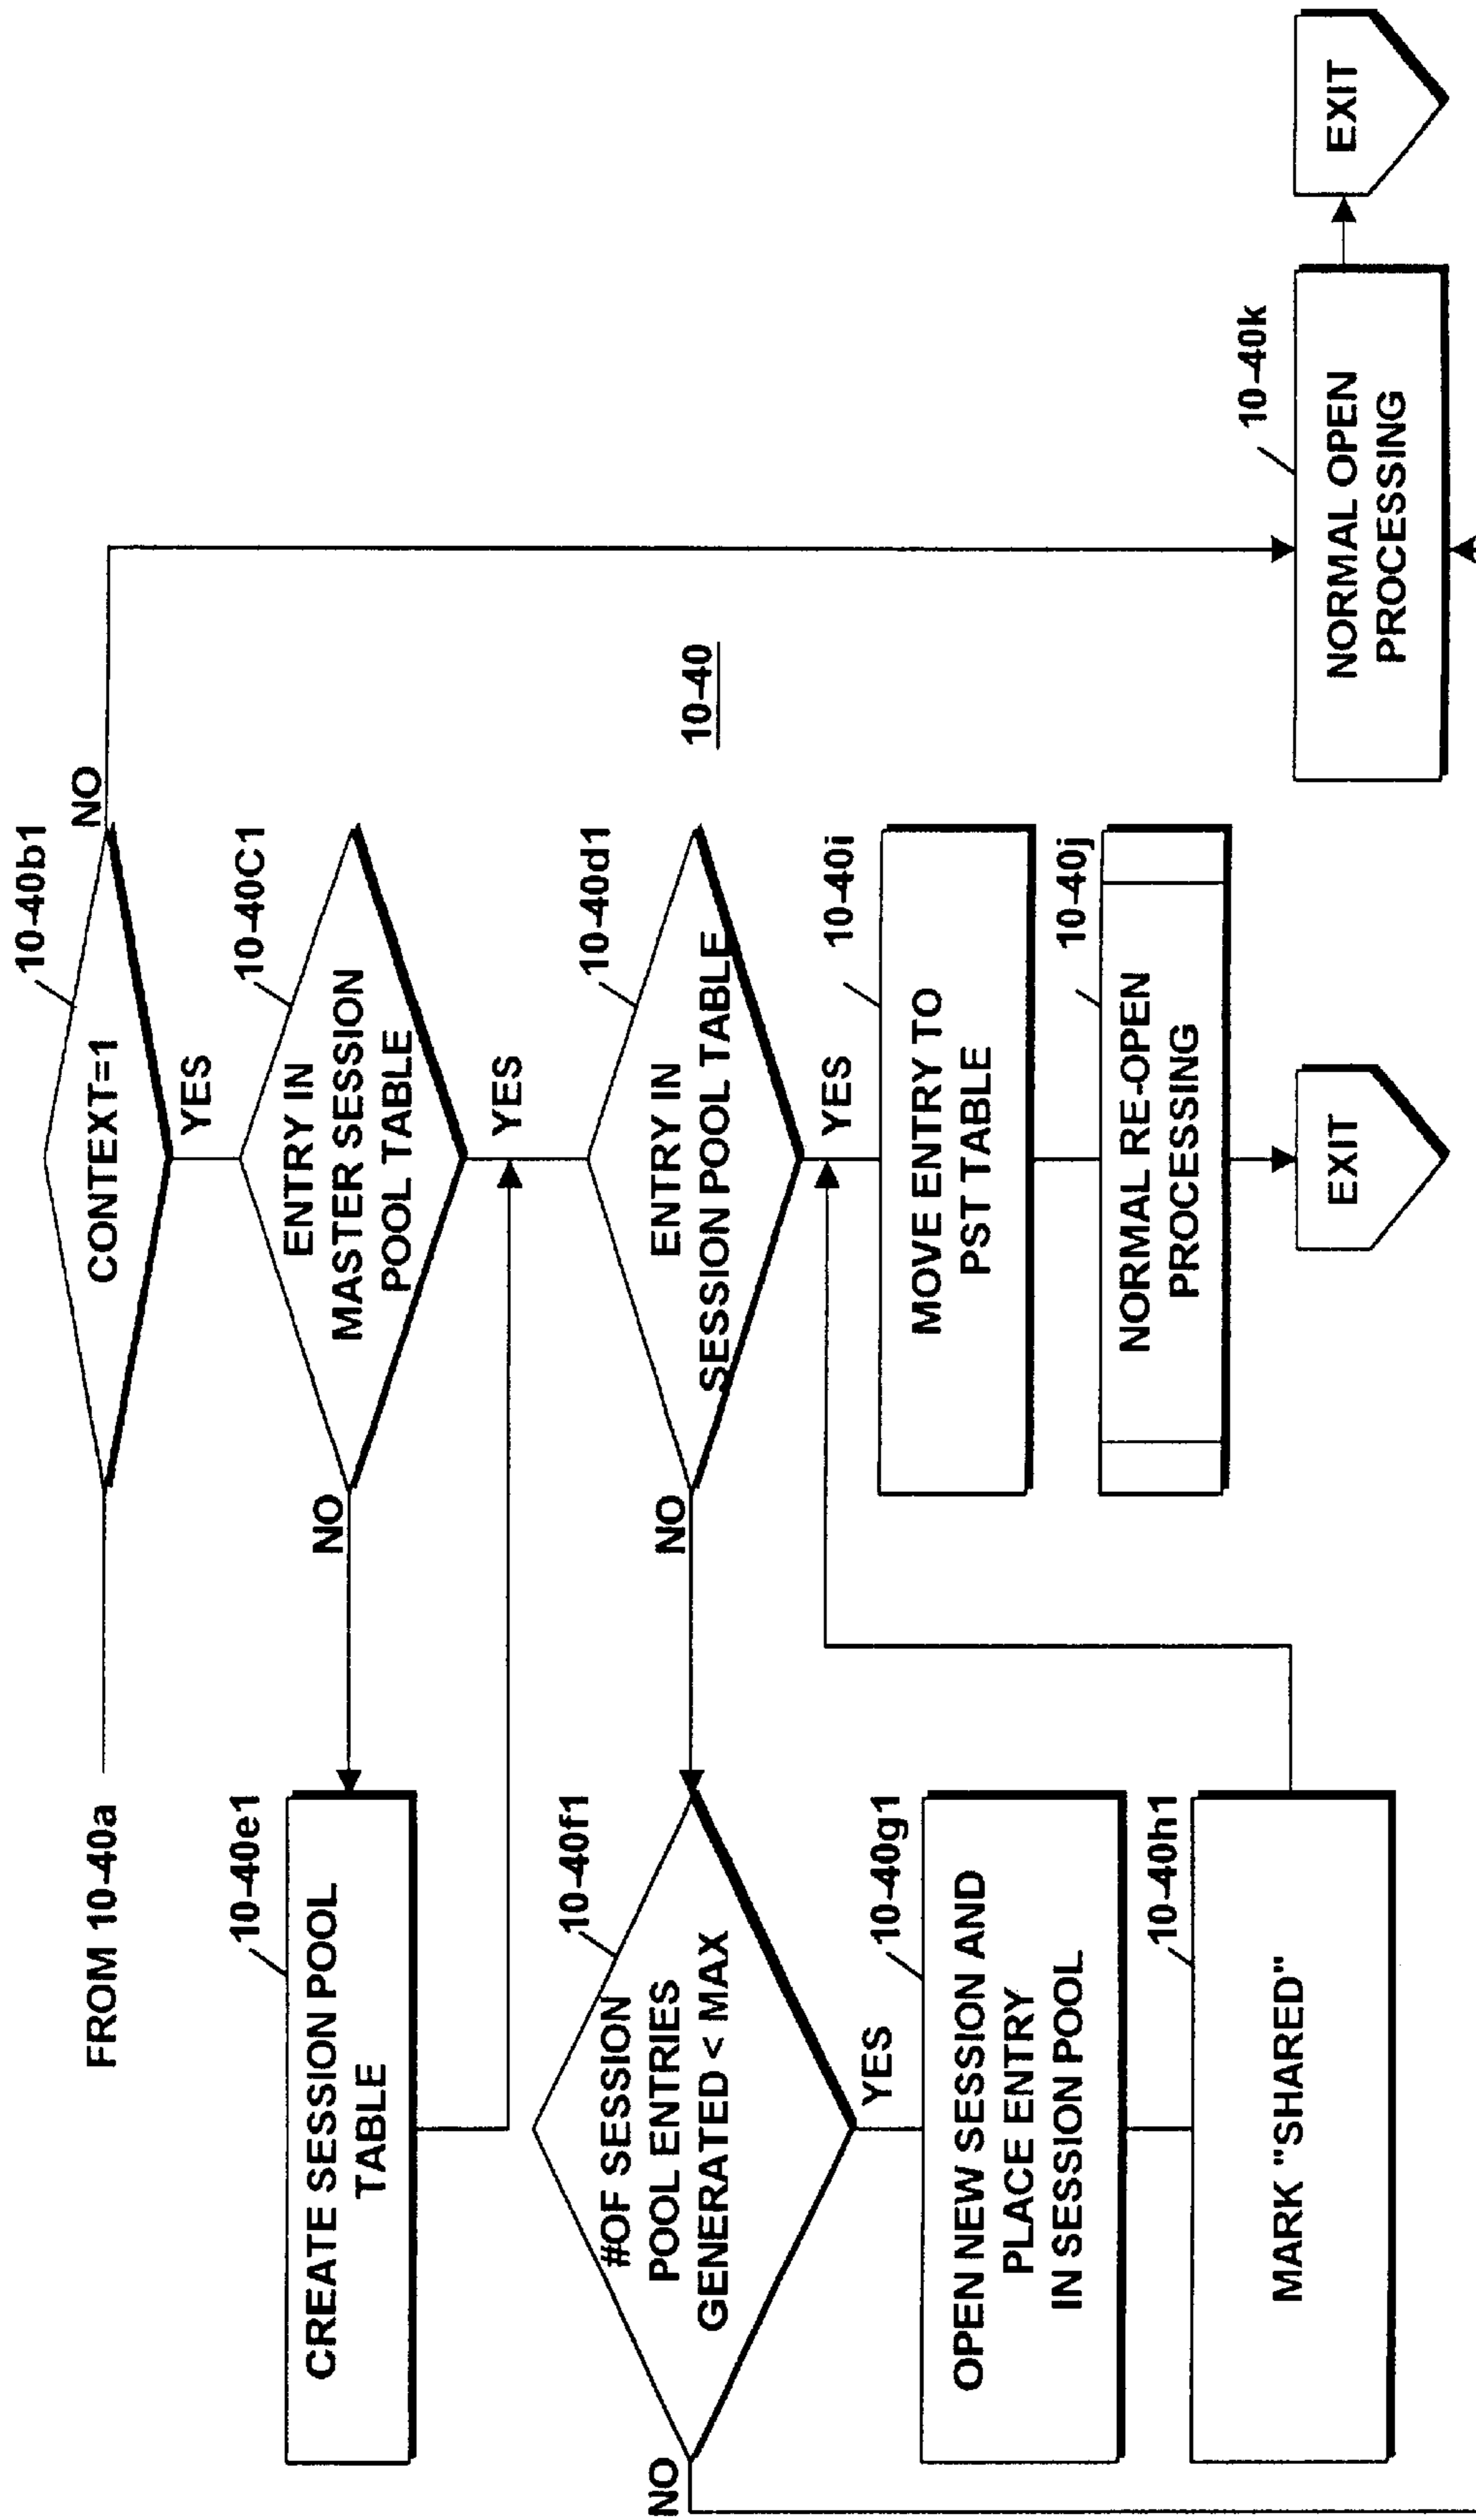 FROM 10-40a
10-40b1
CONTEXT=1
NO
YES
10-40e1
CREATE SESSION POOL
TABLE
NO
10-40C1
ENTRY IN
MASTER SESSION
POOL TABLE
YES
10-40f1
#OF SESSION
POOL ENTRIES
GENERATED < MAX
NO
YES
NO
10-40d1
ENTRY IN
SESSION POOL TABLE
YES
10-40
10-40g1
OPEN NEW SESSION AND
PLACE ENTRY
IN SESSION POOL
10-40i
MOVE ENTRY TO
PST TABLE
10-40h1
MARK "SHARED"
10-40j
NORMAL RE-OPEN
PROCESSING
EXIT
10-40k
NORMAL OPEN
PROCESSING
EXIT